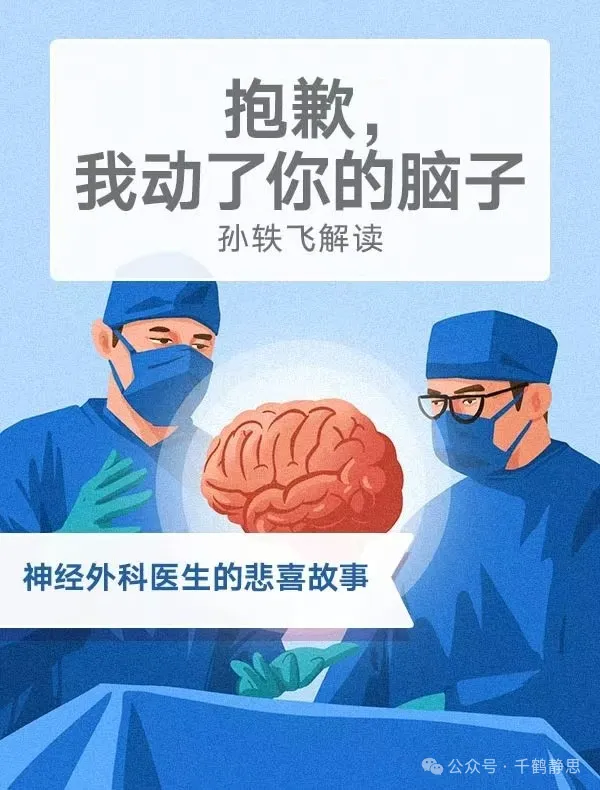 抱歉，
我动了你的脑子
孙轶飞解读
神经外科医生的悲喜故事
公众号·千鹤静思